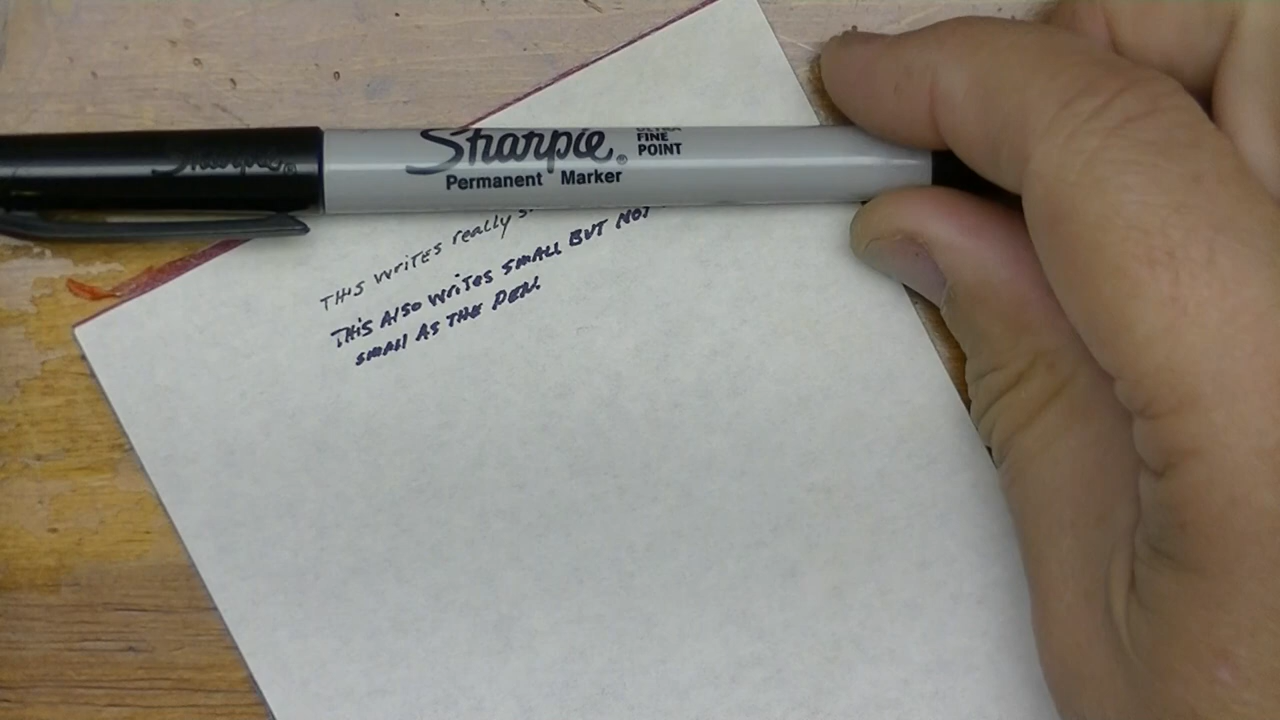 Sharpie®
Sharpie®
ULTRA
FINE
POINT
Permanent Marker
THiS WRiTES really
THiS AlSO WRiTES SMALL BUT NOT
SMAll AS THE PEN.